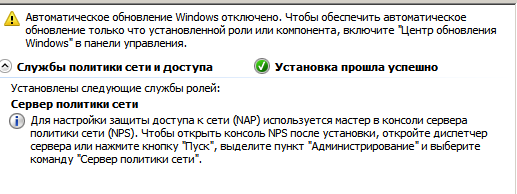 Автоматическое обновление Windows отключено. Чтобы обеспечить автоматическое
обновление только что установленной роли или компонента, включите "Центр обновления
Windows" в панели управления.
Службы политики сети и доступа Установка прошла успешно
Установлены следующие службы ролей:
Сервер политики сети
Для настройки защиты доступа к сети (NAP) используется мастер в консоли сервера
политики сети (NPS). Чтобы открыть консоль NPS после установки, откройте диспетчер
сервера или нажмите кнопку "Пуск", выделите пункт "Администрирование" и выберите
команду "Сервер политики сети".